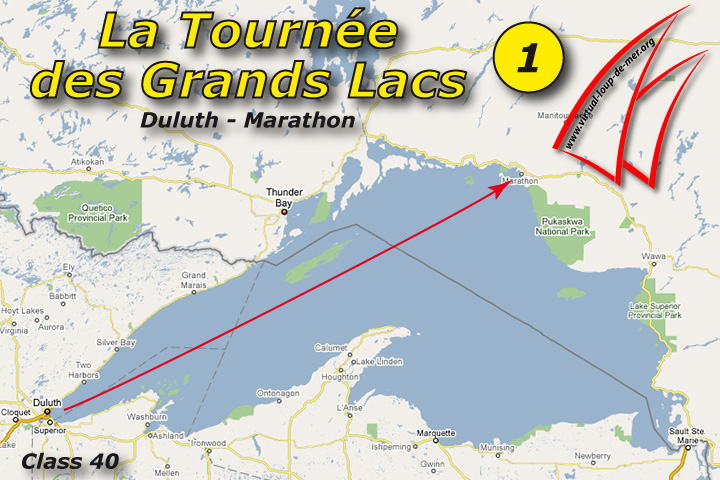 La Tournée
des Grands Lacs
1
Duluth - Marathon
www.virtual-loup-de-mer.org
Atikokan
Quetico
Provincial Park
Thunder
Bay
Marathon
Pukaskwa
National Park
Wawa
Lake Superior
Provincial Park
Ely
Babbitt
Hoyt Lakes
Virginia
Aurora
Grand
Marais
Silver Bay
Two
Harbors
Duluth
Cloquet
Superior
Lake
Washburn
Ashland
Ironwood
Mellen
Ontonagon
Calumet
Lake Linden
Houghton
L'Anse
Marquette
Ishpeming
Gwinn
Munising
Newberry
Sault Ste.
Marie
Class 40